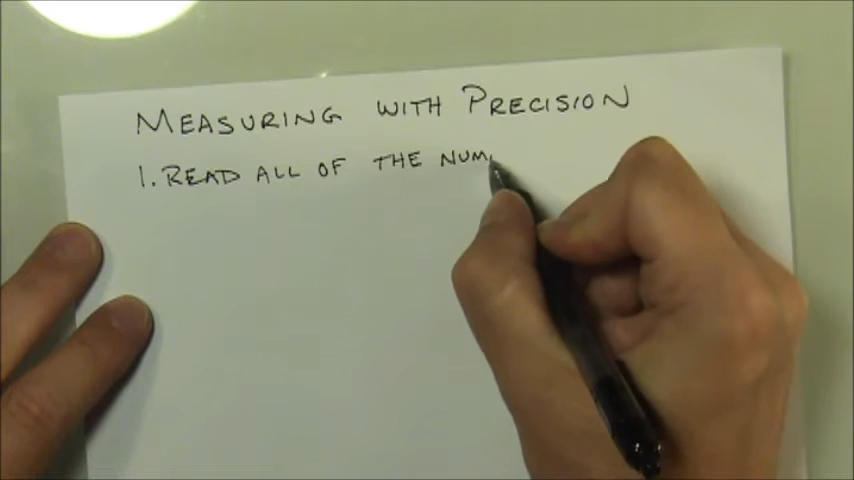 MEASURING WITH PRECISION
1. READ ALL OF THE NUM